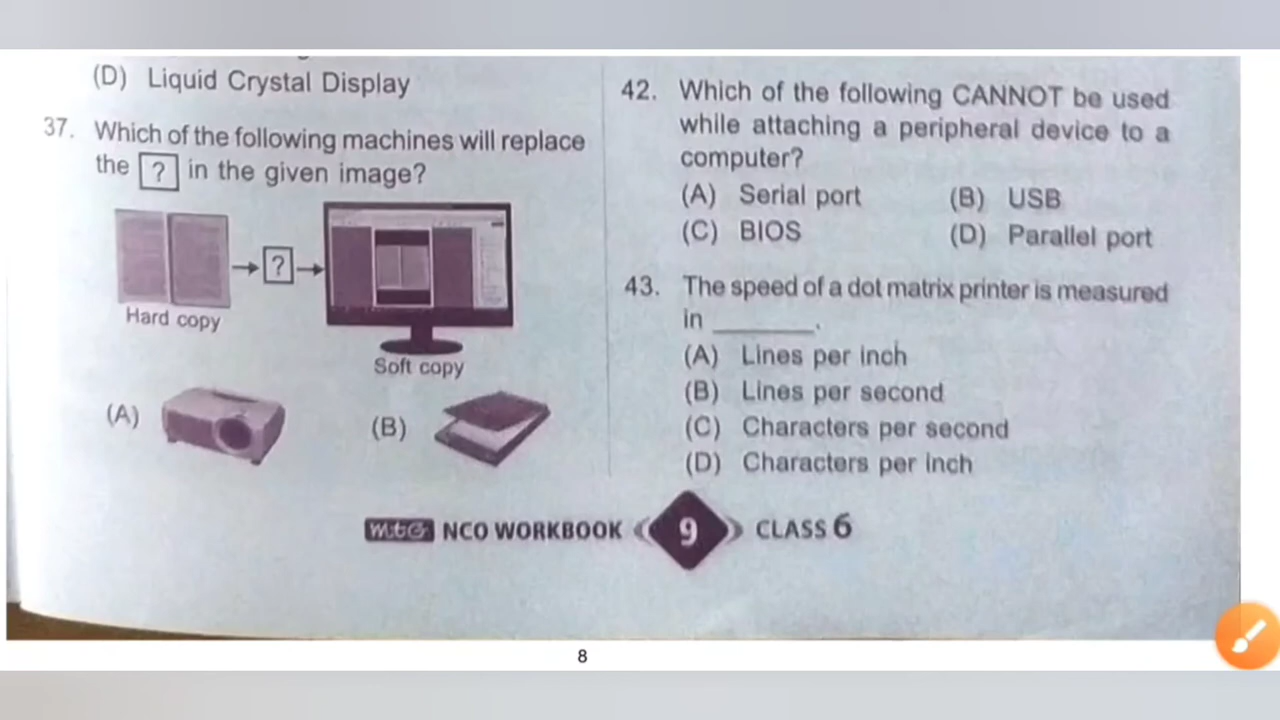 (D) Liquid Crystal Display
37. Which of the following machines will replace
the ? in the given image?
?
Hard copy
Soft copy
(A)
(B)
42. Which of the following CANNOT be used
while attaching a peripheral device to a
computer?
(A) Serial port (B) USB
(C) BIOS (D) Parallel port
43. The speed of a dot matrix printer is measured
in ________.
(A) Lines per inch
(B) Lines per second
(C) Characters per second
(D) Characters per inch
mtG NCO WORKBOOK 9 CLASS 6
8